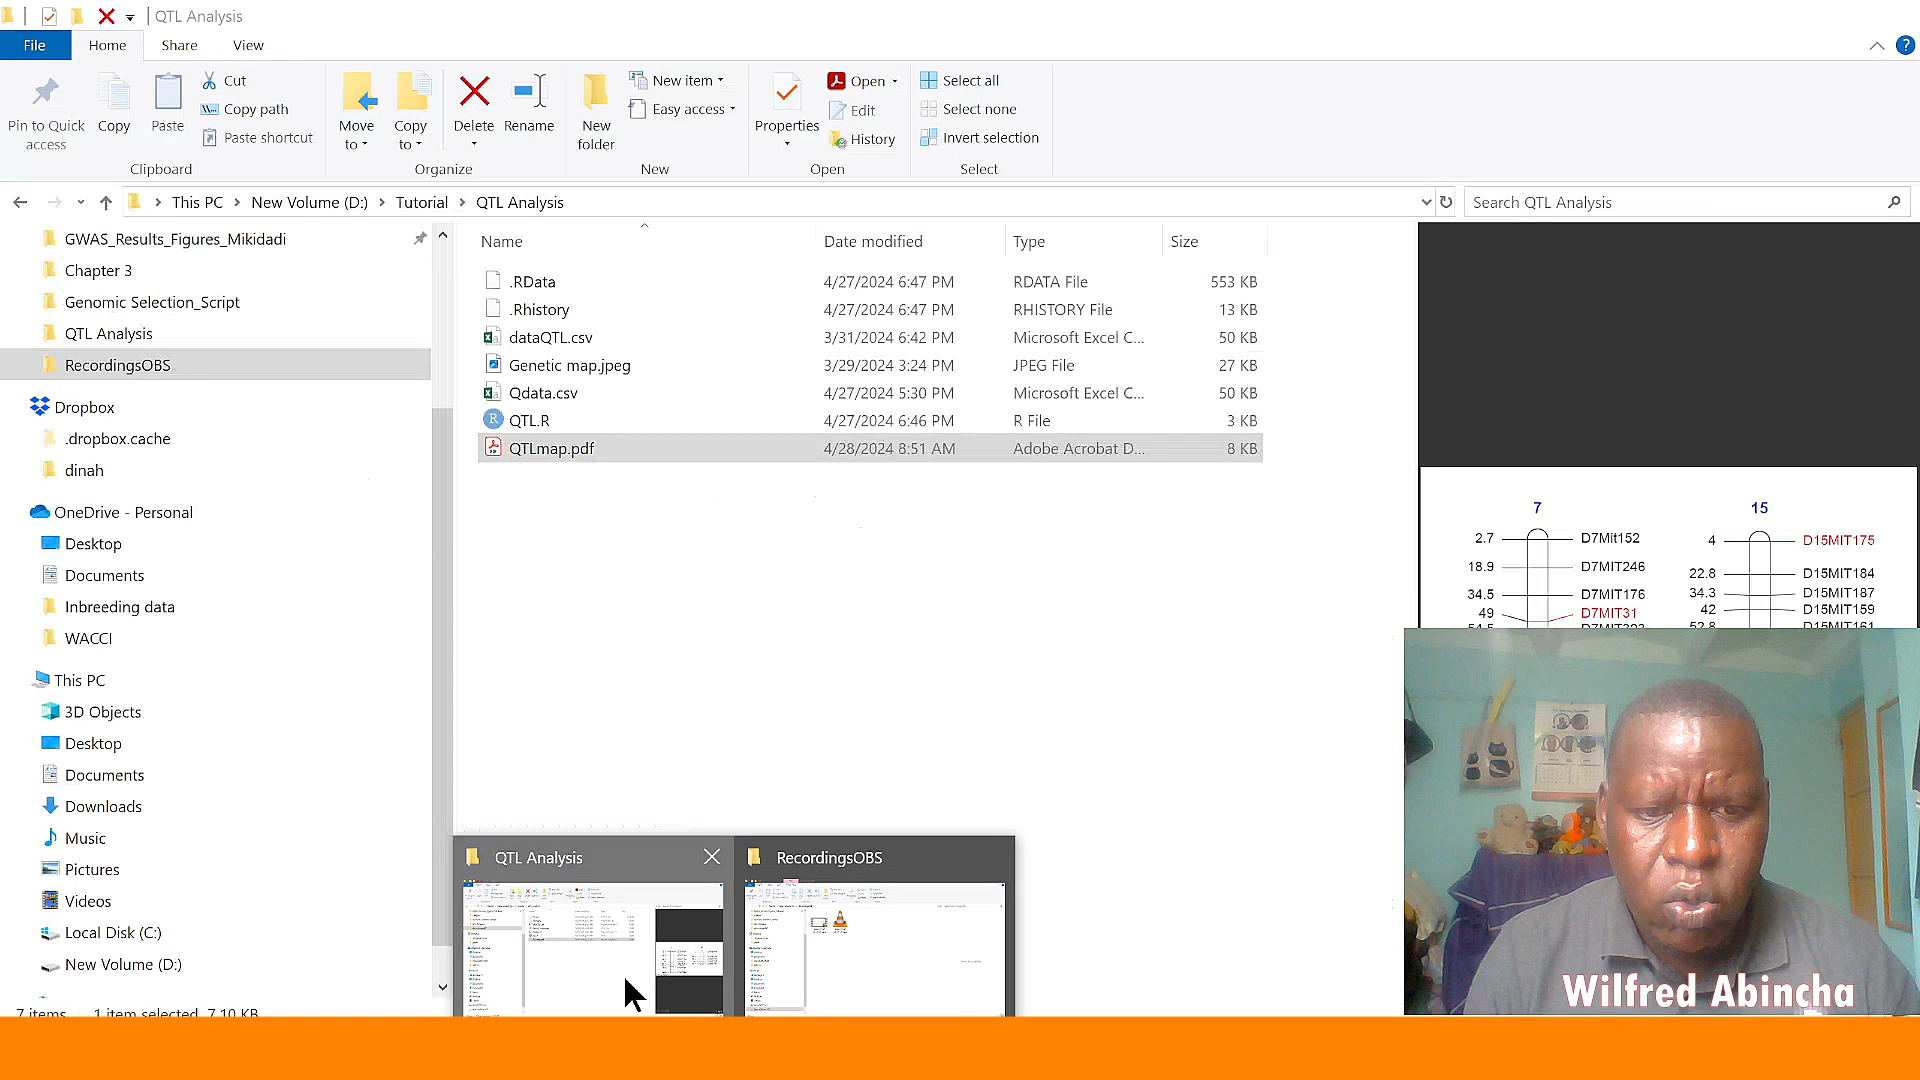 QTL Analysis
File Home Share View
Pin to Quick access
Copy
Paste
Cut
Copy path
Paste shortcut
Clipboard
Move to
Copy to
Delete
Rename
Organize
New folder
New item
Easy access
New
Properties
Open
Edit
History
Open
Select all
Select none
Invert selection
Select
This PC > New Volume (D:) > Tutorial > QTL Analysis
Search QTL Analysis
GWAS_Results_Figures_Mikidadi
Chapter 3
Genomic Selection_Script
QTL Analysis
RecordingsOBS
Dropbox
.dropbox.cache
dinah
OneDrive - Personal
Desktop
Documents
Inbreeding data
WACCI
This PC
3D Objects
Desktop
Documents
Downloads
Music
Pictures
Videos
Local Disk (C:)
New Volume (D:)
7 items 1 item selected 7.10 KB
Name Date modified Type Size
.RData 4/27/2024 6:47 PM RDATA File 553 KB
.Rhistory 4/27/2024 6:47 PM RHISTORY File 13 KB
dataQTL.csv 3/31/2024 6:42 PM Microsoft Excel C... 50 KB
Genetic map.jpeg 3/29/2024 3:24 PM JPEG File 27 KB
Qdata.csv 4/27/2024 5:30 PM Microsoft Excel C... 50 KB
QTL.R 4/27/2024 6:46 PM R File 3 KB
QTLmap.pdf 4/28/2024 8:51 AM Adobe Acrobat D... 8 KB
7 15
2.7 D7Mit152
18.9 D7MIT246
34.5 D7MIT176
49 D7MIT31
4 D15MIT175
22.8 D15MIT184
34.3 D15MIT187
42 D15MIT159
52.8 D15MIT161
QTL Analysis
RecordingsOBS
Wilfred Abincha